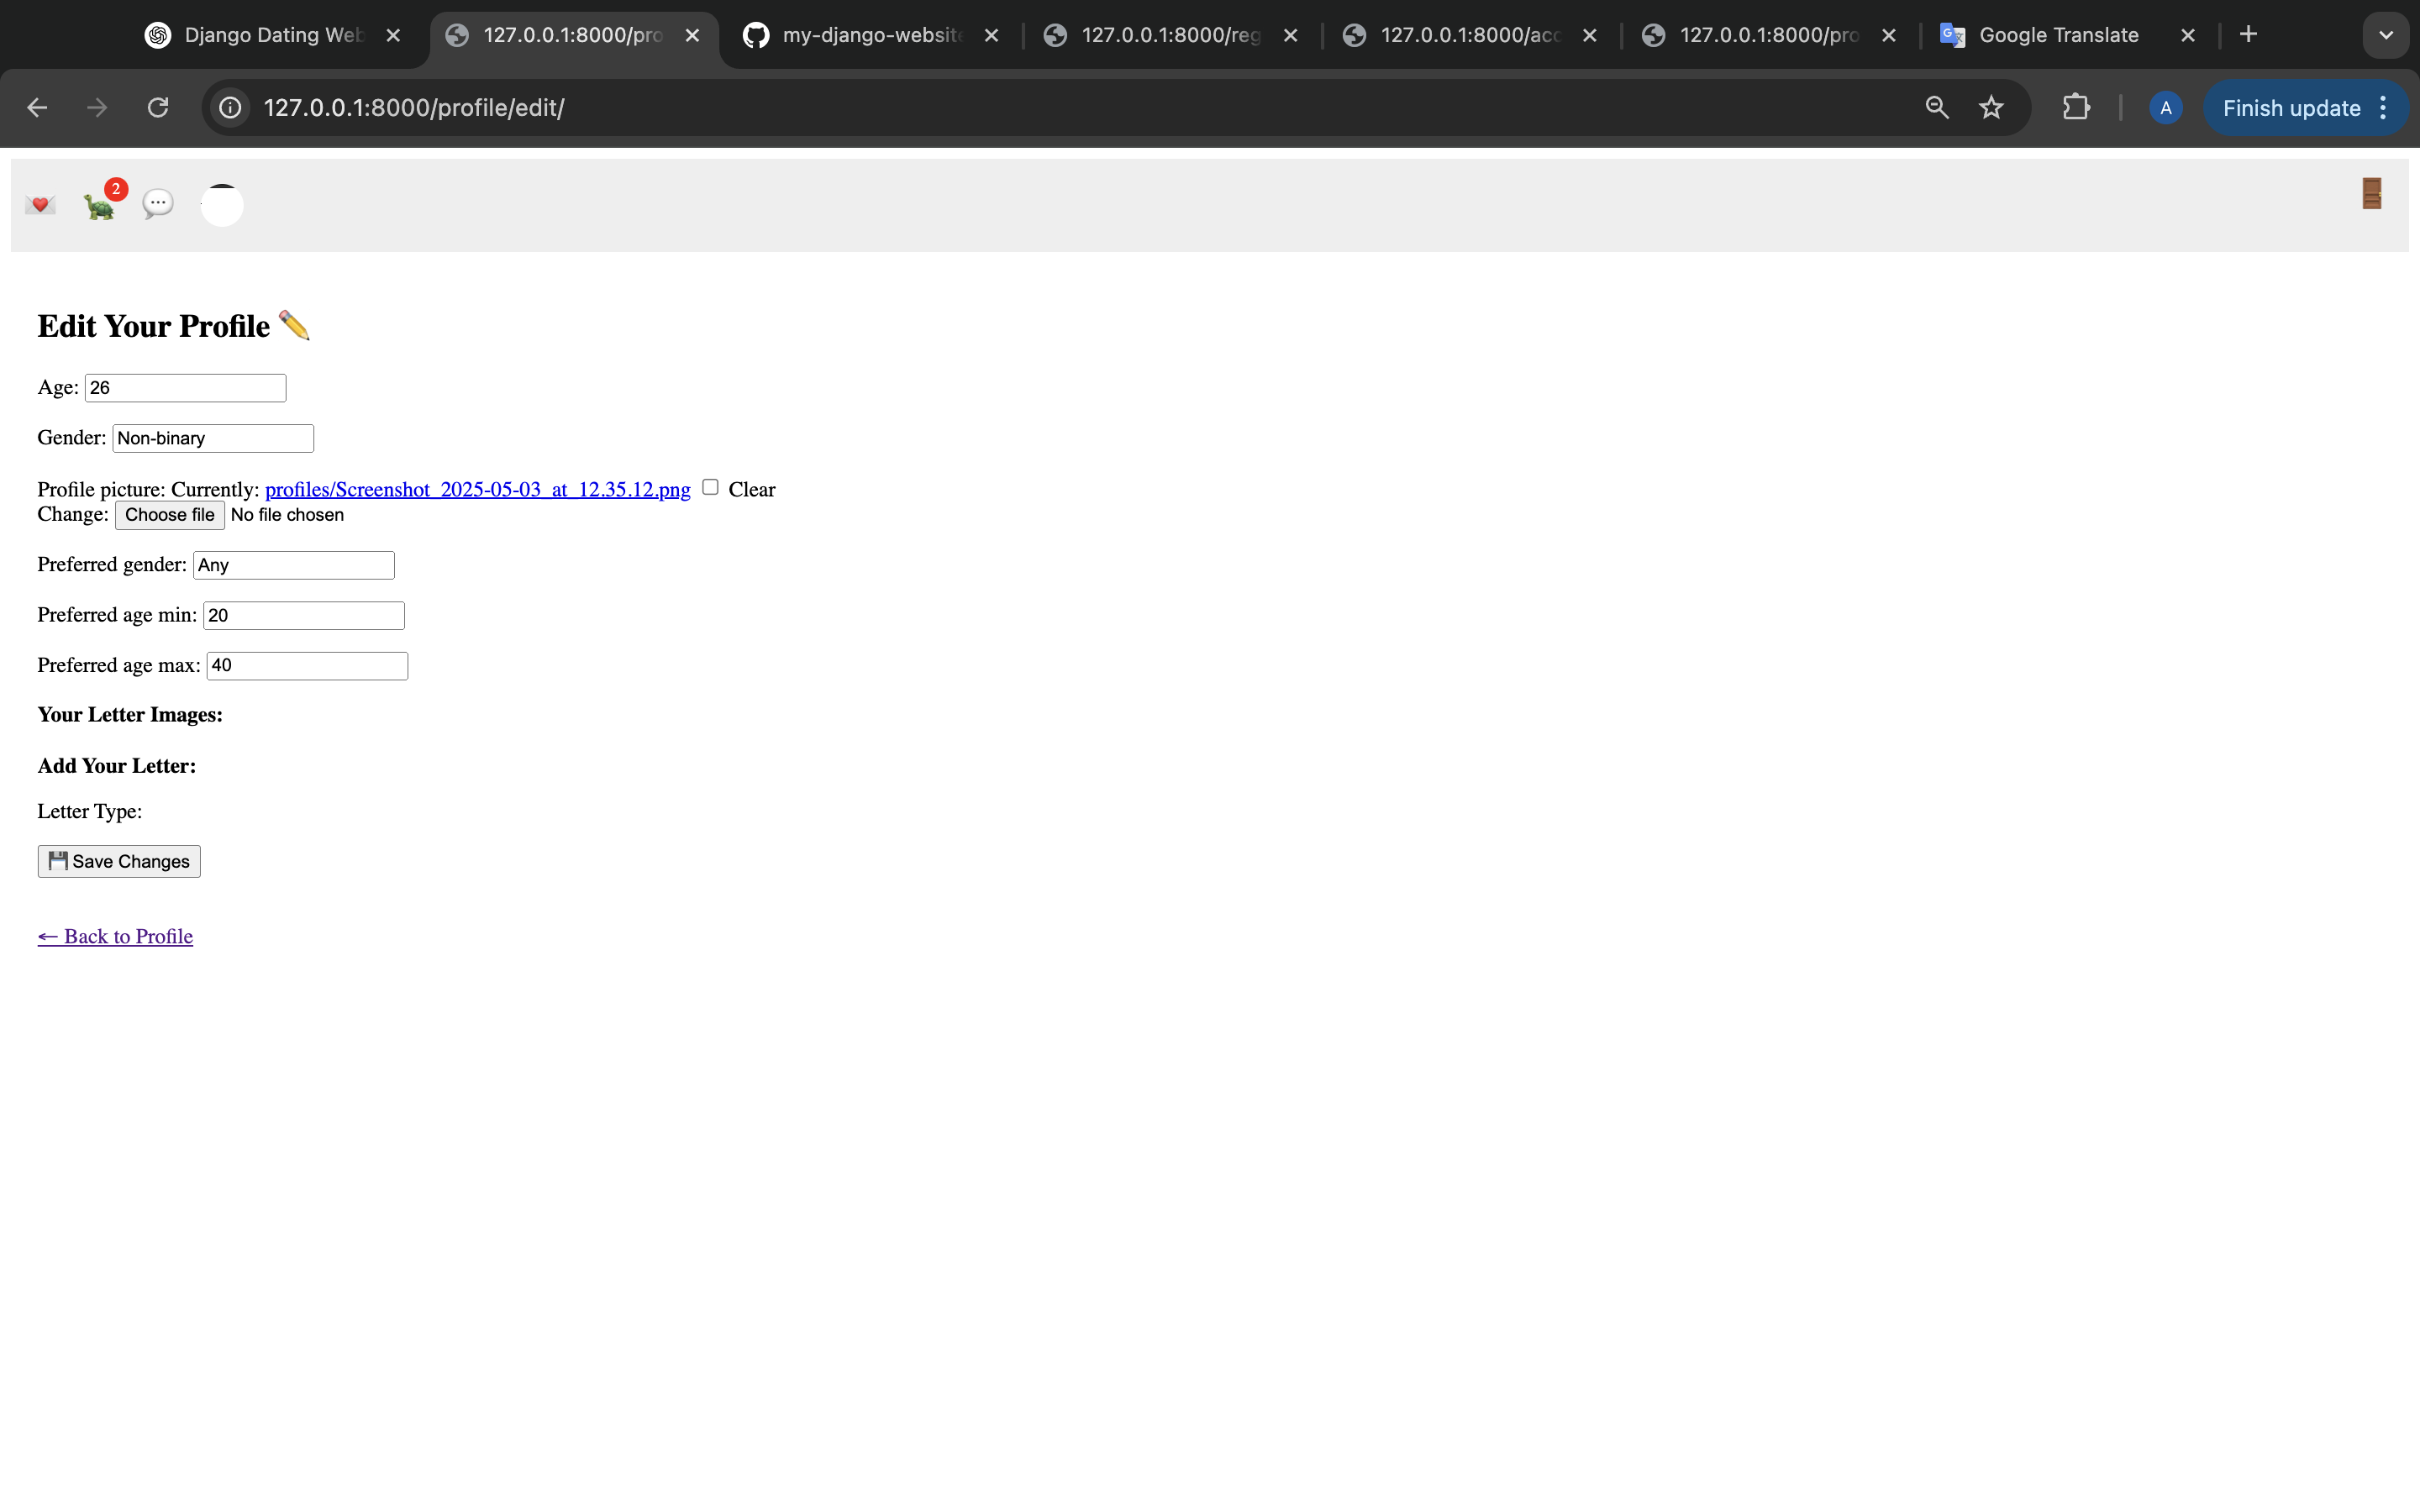 Django Dating Web
127.0.0.1:8000/pro
my-django-website
127.0.0.1:8000/reg
127.0.0.1:8000/acc
127.0.0.1:8000/pro
Google Translate
127.0.0.1:8000/profile/edit/
A
Finish update
2
Edit Your Profile ✏️
Age: 26
Gender: Non-binary
Profile picture: Currently: profiles/Screenshot_2025-05-03_at_12.35.12.png Clear
Change: Choose file No file chosen
Preferred gender: Any
Preferred age min: 20
Preferred age max: 40
Your Letter Images:
Add Your Letter:
Letter Type:
💾 Save Changes
← Back to Profile